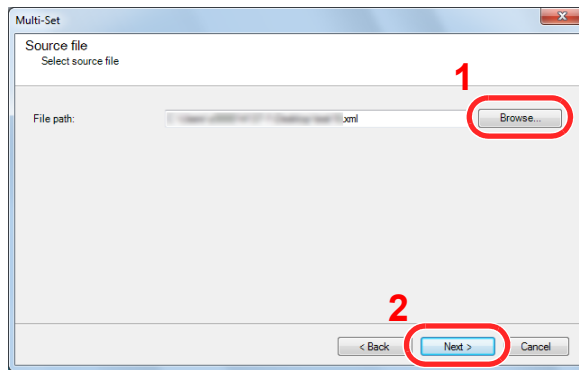 Multi-Set
Source file
Select source file
1
File path: xml
Browse...
2
< Back Next > Cancel